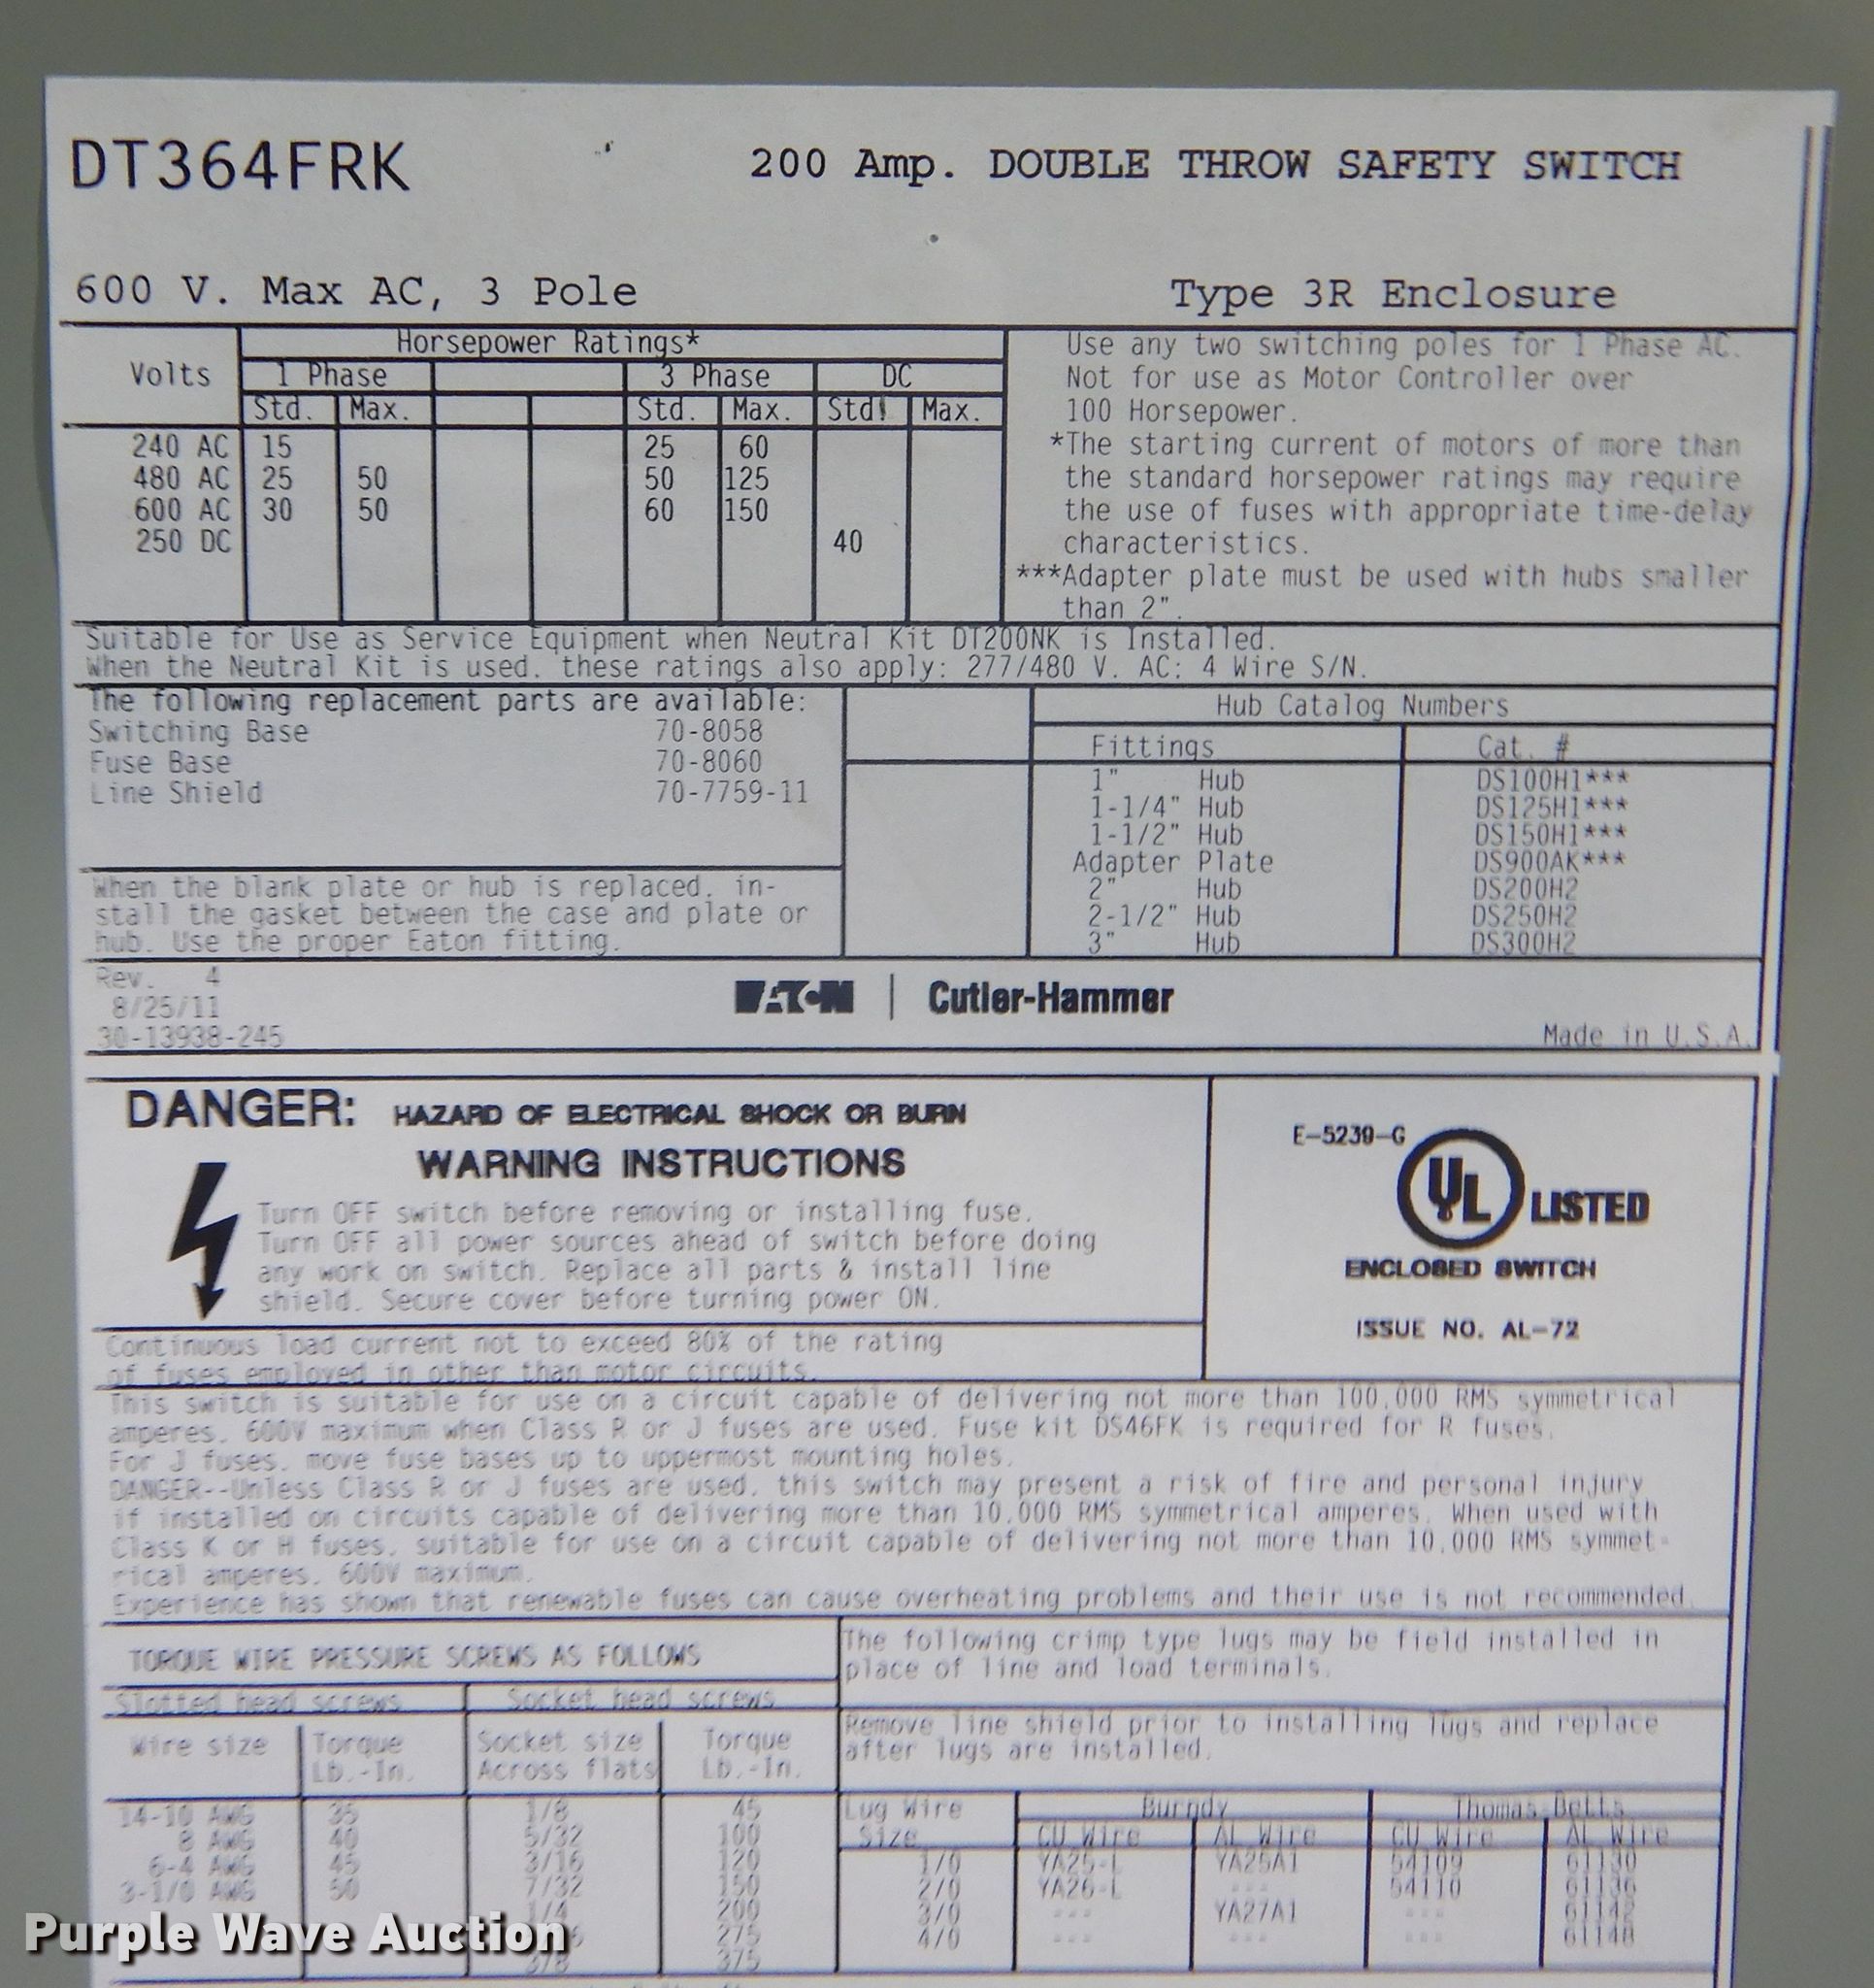 DT364FRK 200 Amp. DOUBLE THROW SAFETY SWITCH
600 V. Max AC, 3 Pole Type 3R Enclosure
Volts Horsepower Ratings*
1 Phase 3 Phase DC
Std. Max. Std. Max. Std. Max.
240 AC 15 25 60
480 AC 25 50 50 125
600 AC 30 50 60 150
250 DC 40
Use any two switching poles for 1 Phase AC.
Not for use as Motor Controller over
100 Horsepower.
*The starting current of motors of more than
the standard horsepower ratings may require
the use of fuses with appropriate time-delay
characteristics.
***Adapter plate must be used with hubs smaller
than 2".
Suitable for Use as Service Equipment when Neutral Kit DT200NK is Installed.
When the Neutral Kit is used, these ratings also apply: 277/480 V. AC; 4 Wire S/N.
The following replacement parts are available:
Switching Base 70-8058
Fuse Base 70-8060
Line Shield 70-7759-11
When the blank plate or hub is replaced, in-
stall the gasket between the case and plate or
hub. Use the proper Eaton fitting.
Hub Catalog Numbers
Fittings Cat. #
1" Hub DS100H1***
1-1/4" Hub DS125H1***
1-1/2" Hub DS150H1***
Adapter Plate DS900AK***
2" Hub DS200H2
2-1/2" Hub DS250H2
3" Hub DS300H2
Rev. 4
8/25/11
30-13938-245
EATON | Cutler-Hammer
Made in U.S.A.
DANGER: HAZARD OF ELECTRICAL SHOCK OR BURN
WARNING INSTRUCTIONS
Turn OFF switch before removing or installing fuse.
Turn OFF all power sources ahead of switch before doing
any work on switch. Replace all parts & install line
shield. Secure cover before turning power ON.
E-5239-G
UL LISTED
ENCLOSED SWITCH
ISSUE NO. AL-72
Continuous load current not to exceed 80% of the rating
of fuses employed in other than motor circuits.
This switch is suitable for use on a circuit capable of delivering not more than 100,000 RMS symmetrical
amperes, 600V maximum when Class R or J fuses are used. Fuse kit DS46FK is required for R fuses.
For J fuses, move fuse bases up to uppermost mounting holes.
DANGER--Unless Class R or J fuses are used, this switch may present a risk of fire and personal injury
if installed on circuits capable of delivering more than 10,000 RMS symmetrical amperes. When used with
Class K or H fuses, suitable for use on a circuit capable of delivering not more than 10,000 RMS symmet-
rical amperes, 600V maximum.
Experience has shown that renewable fuses can cause overheating problems and their use is not recommended.
TORQUE WIRE PRESSURE SCREWS AS FOLLOWS
Slotted head screws Socket head screws
Wire size Torque Lb.-In. Socket size Across flats Torque Lb.-In.
14-10 AWG 35 1/8 45
8 AWG 40 5/32 100
6-4 AWG 45 3/16 120
3-1/0 AWG 50 7/32 150
1/4 200
275
3/8 375
The following crimp type lugs may be field installed in
place of line and load terminals.
Remove line shield prior to installing lugs and replace
after lugs are installed.
Lug Wire Size Burndy Thomas-Betts
CU Wire AL Wire CU Wire AL Wire
1/0 YA25-L YA25A1 54109 61130
2/0 YA26-L --- 54110 61136
3/0 --- YA27A1 --- 61142
4/0 --- --- --- 61148
Purple Wave Auction